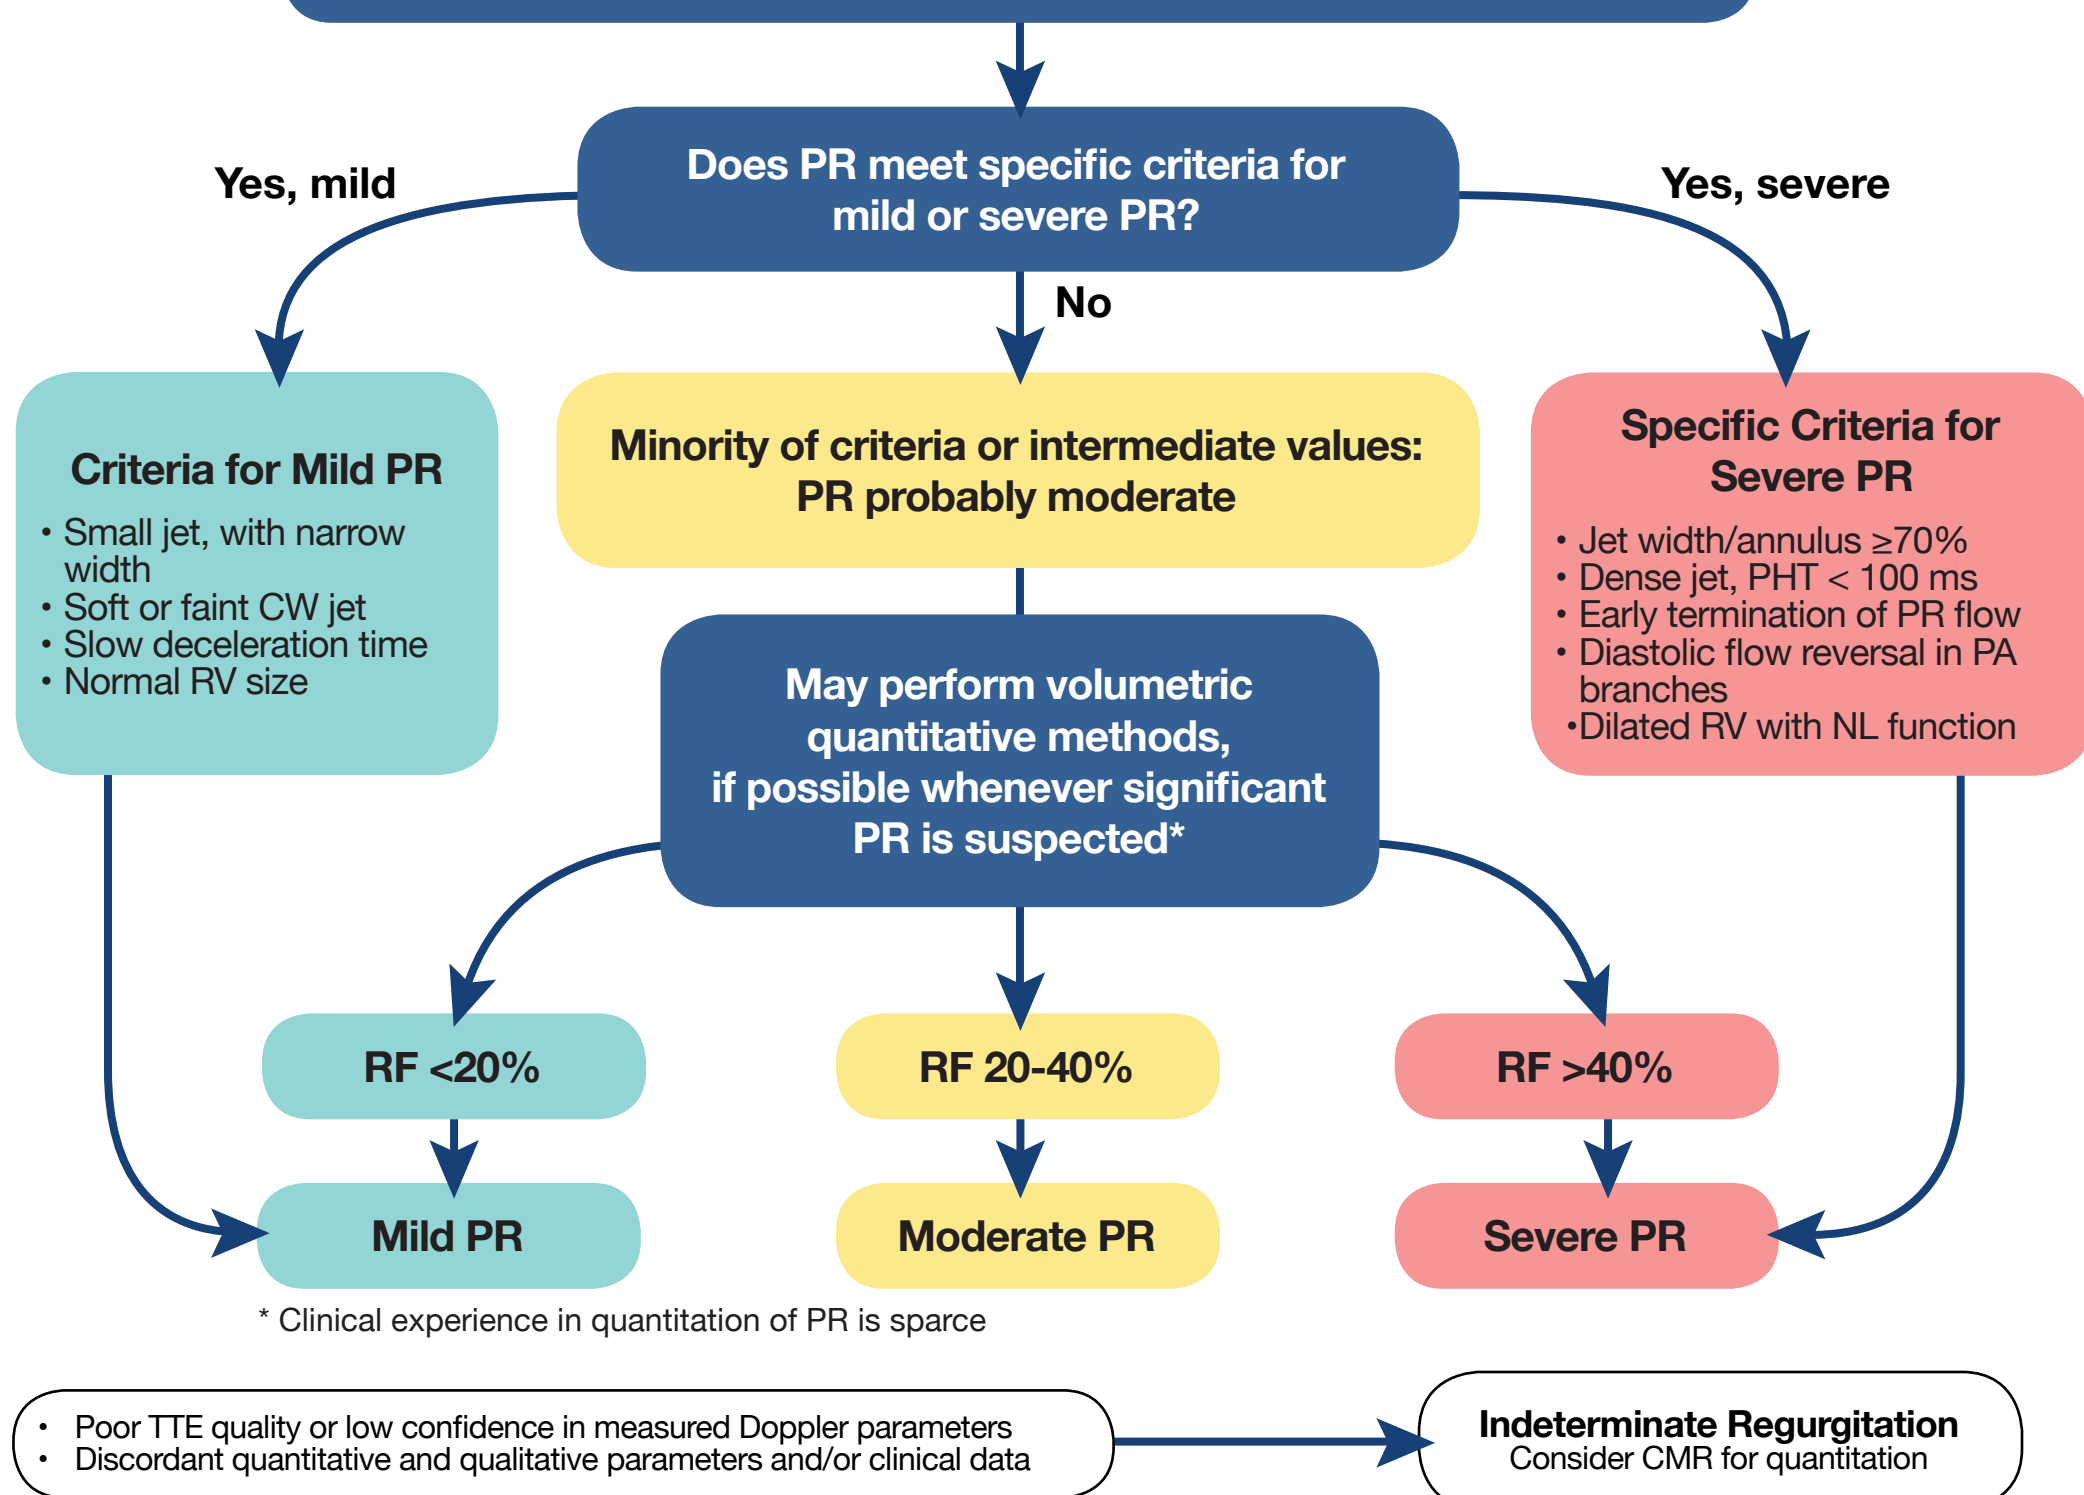 Does PR meet specific criteria for
mild or severe PR?
Yes, mild
Yes, severe
No
Criteria for Mild PR
• Small jet, with narrow
width
• Soft or faint CW jet
• Slow deceleration time
• Normal RV size
Minority of criteria or intermediate values:
PR probably moderate
Specific Criteria for
Severe PR
• Jet width/annulus ≥70%
• Dense jet, PHT < 100 ms
• Early termination of PR flow
• Diastolic flow reversal in PA
branches
•Dilated RV with NL function
May perform volumetric
quantitative methods,
if possible whenever significant
PR is suspected*
RF <20%
RF 20-40%
RF >40%
Mild PR
Moderate PR
Severe PR
* Clinical experience in quantitation of PR is sparce
• Poor TTE quality or low confidence in measured Doppler parameters
• Discordant quantitative and qualitative parameters and/or clinical data
Indeterminate Regurgitation
Consider CMR for quantitation